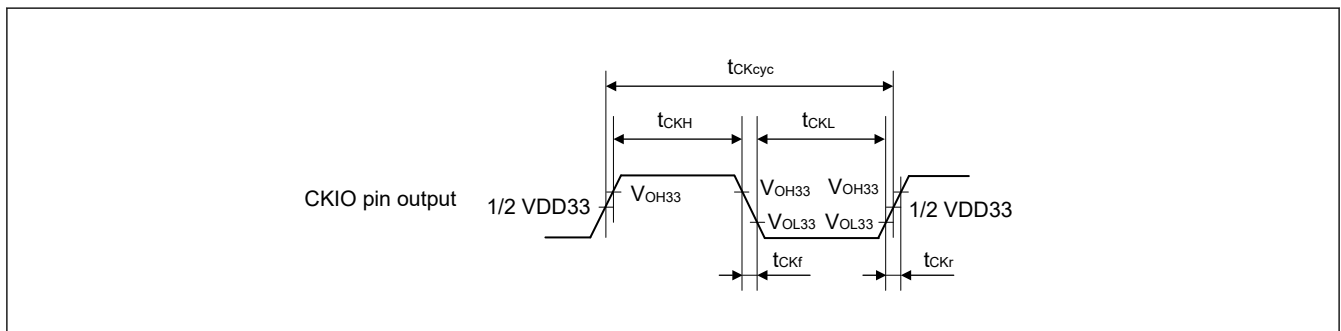 tCKcyc
tCKH
tCKL
CKIO pin output
1/2 VDD33
VOH33
VOH33
VOH33
1/2 VDD33
VOL33
VOL33
tCKf
tCKr